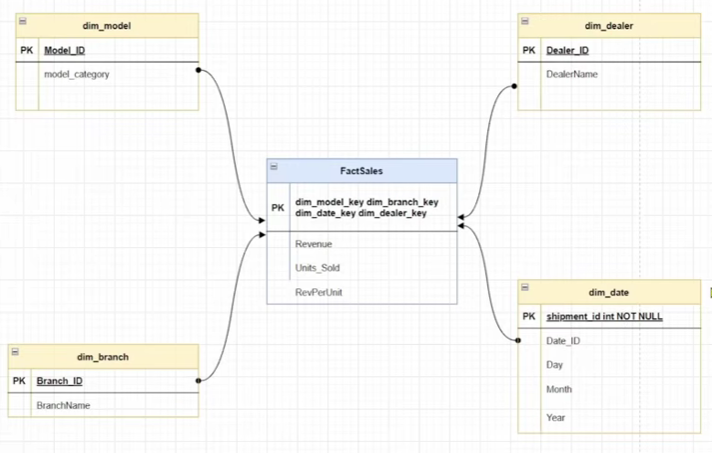 dim_model
PK Model_ID
model_category
dim_dealer
PK Dealer_ID
DealerName
FactSales
PK dim_model_key dim_branch_key
dim_date_key dim_dealer_key
Revenue
Units_Sold
RevPerUnit
dim_branch
PK Branch_ID
BranchName
dim_date
PK shipment_id int NOT NULL
Date_ID
Day
Month
Year